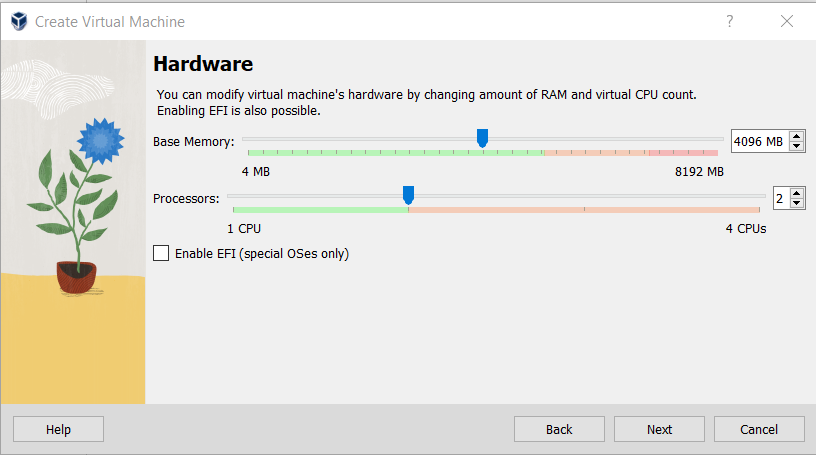 Create Virtual Machine
?
Hardware
You can modify virtual machine's hardware by changing amount of RAM and virtual CPU count.
Enabling EFI is also possible.
Base Memory:
4096 MB
4 MB
8192 MB
Processors:
2
1 CPU
4 CPUs
Enable EFI (special OSes only)
Help
Back
Next
Cancel